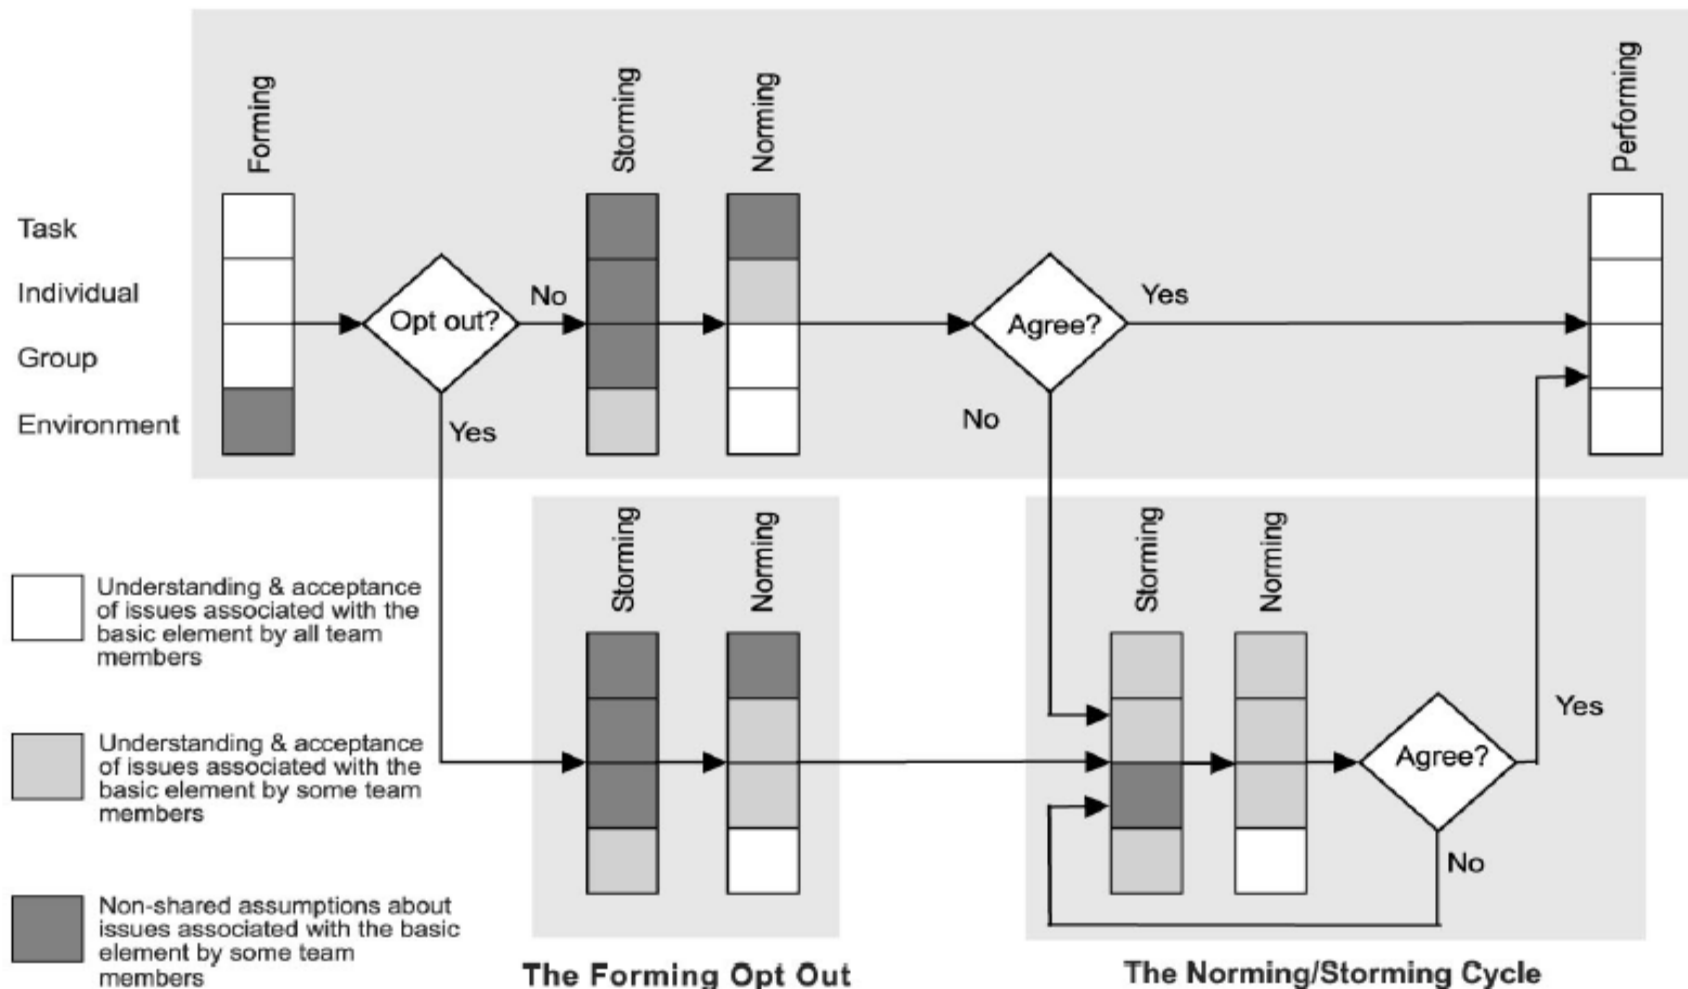 Forming
Storming
Norming
Performing
Task
Individual
Group
Environment
Opt out?
No
Yes
Agree?
Yes
No
Storming
Norming
Storming
Norming
Agree?
Yes
No
Understanding & acceptance
of issues associated with the
basic element by all team
members
Understanding & acceptance
of issues associated with the
basic element by some team
members
Non-shared assumptions about
issues associated with the basic
element by some team
members
The Forming Opt Out
The Norming/Storming Cycle